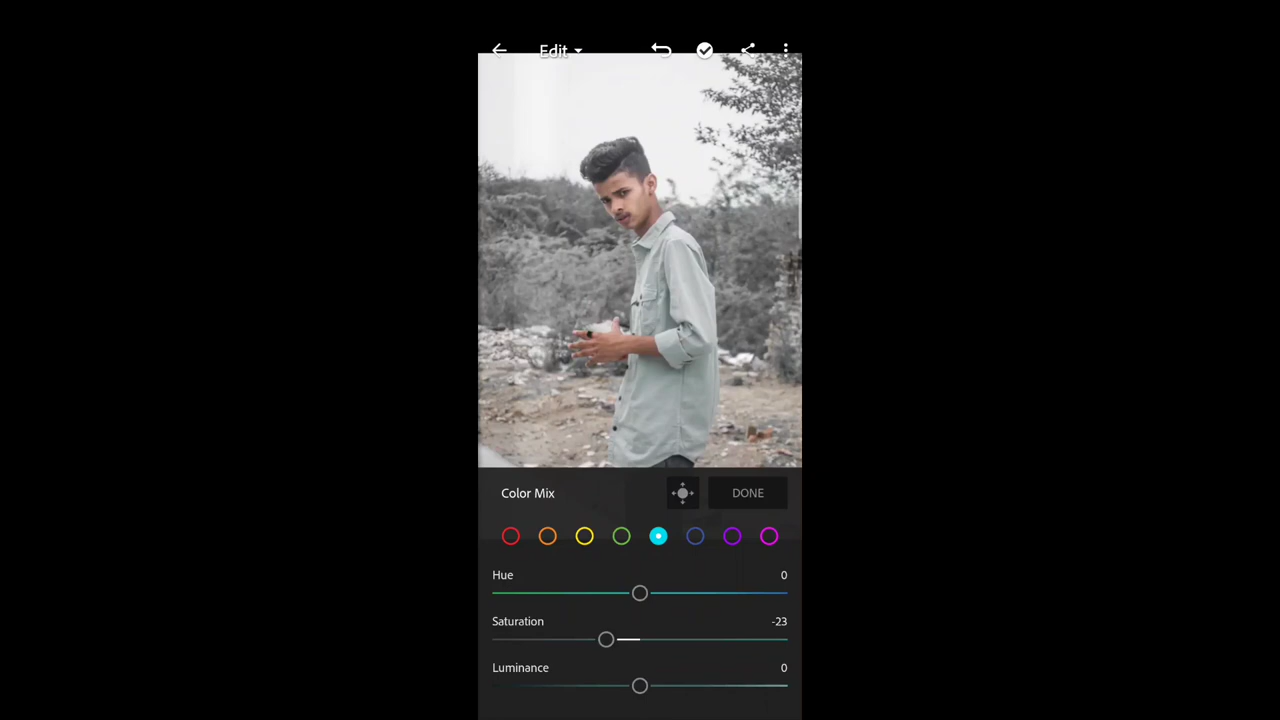 Edit
Color Mix
DONE
Hue 0
Saturation -23
Luminance 0